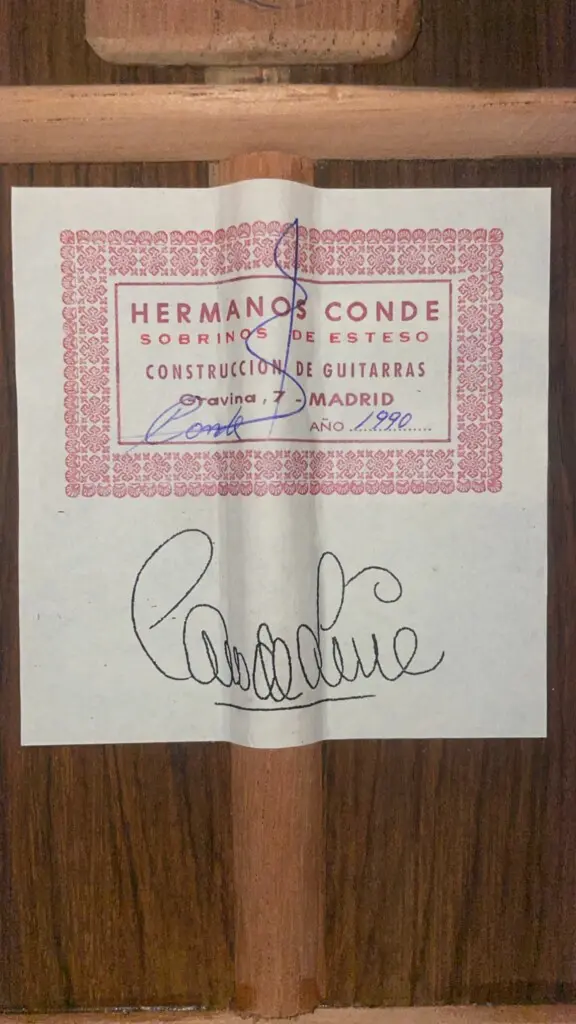 HERMANOS CONDE
SOBRINOS DE ESTESO
CONSTRUCCION DE GUITARRAS
Gravina, 7 - MADRID
Conde
AÑO 1990